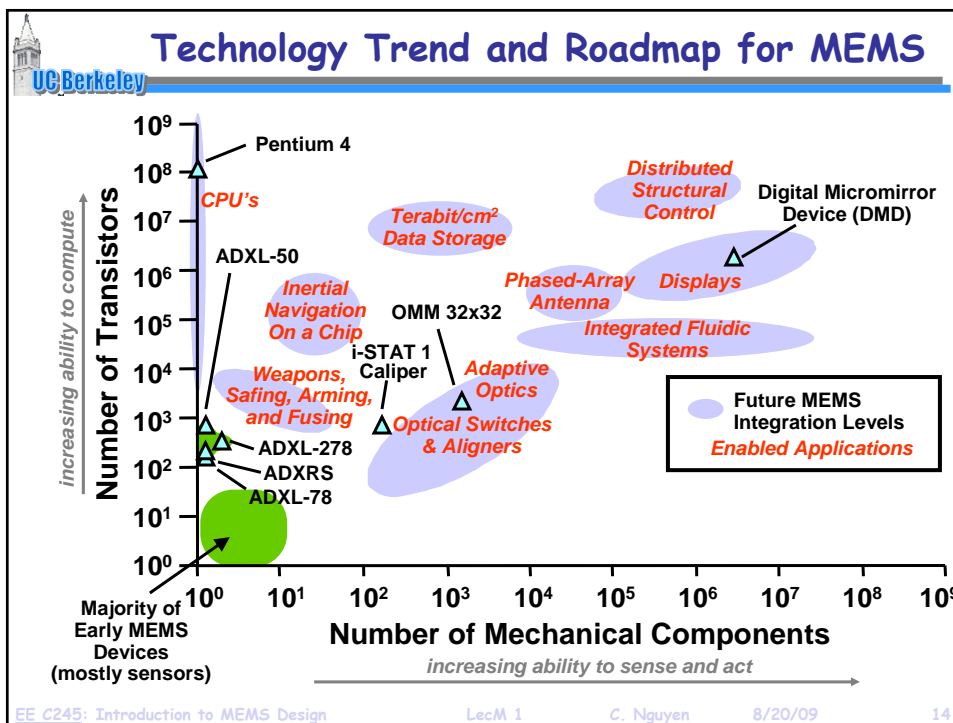 Technology Trend and Roadmap for MEMS
UC Berkeley
increasing ability to compute
Number of Transistors
10⁹
10⁸
10⁷
10⁶
10⁵
10⁴
10³
10²
10¹
10⁰
Pentium 4
CPU's
ADXL-50
Terabit/cm²
Data Storage
Distributed
Structural
Control
Digital Micromirror
Device (DMD)
Inertial
Navigation
On a Chip
OMM 32x32
Phased-Array
Antenna
Displays
Integrated Fluidic
Systems
i-STAT 1
Caliper
Weapons,
Safing, Arming,
and Fusing
Adaptive
Optics
Optical Switches
& Aligners
ADXL-278
ADXRS
ADXL-78
Future MEMS
Integration Levels
Enabled Applications
10⁰ 10¹ 10² 10³ 10⁴ 10⁵ 10⁶ 10⁷ 10⁸ 10⁹
Majority of
Early MEMS
Devices
(mostly sensors)
Number of Mechanical Components
increasing ability to sense and act
EE C245: Introduction to MEMS Design LecM 1 C. Nguyen 8/20/09 14